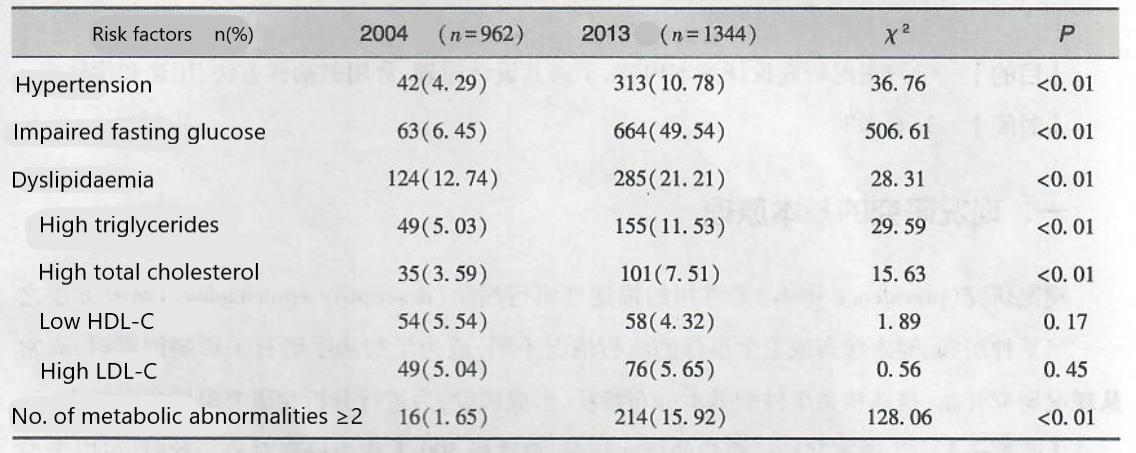 Risk factors n(%) 2004 (n=962) 2013 (n=1344) χ² P
Hypertension 42(4.29) 313(10.78) 36.76 <0.01
Impaired fasting glucose 63(6.45) 664(49.54) 506.61 <0.01
Dyslipidaemia 124(12.74) 285(21.21) 28.31 <0.01
High triglycerides 49(5.03) 155(11.53) 29.59 <0.01
High total cholesterol 35(3.59) 101(7.51) 15.63 <0.01
Low HDL-C 54(5.54) 58(4.32) 1.89 0.17
High LDL-C 49(5.04) 76(5.65) 0.56 0.45
No. of metabolic abnormalities ≥2 16(1.65) 214(15.92) 128.06 <0.01